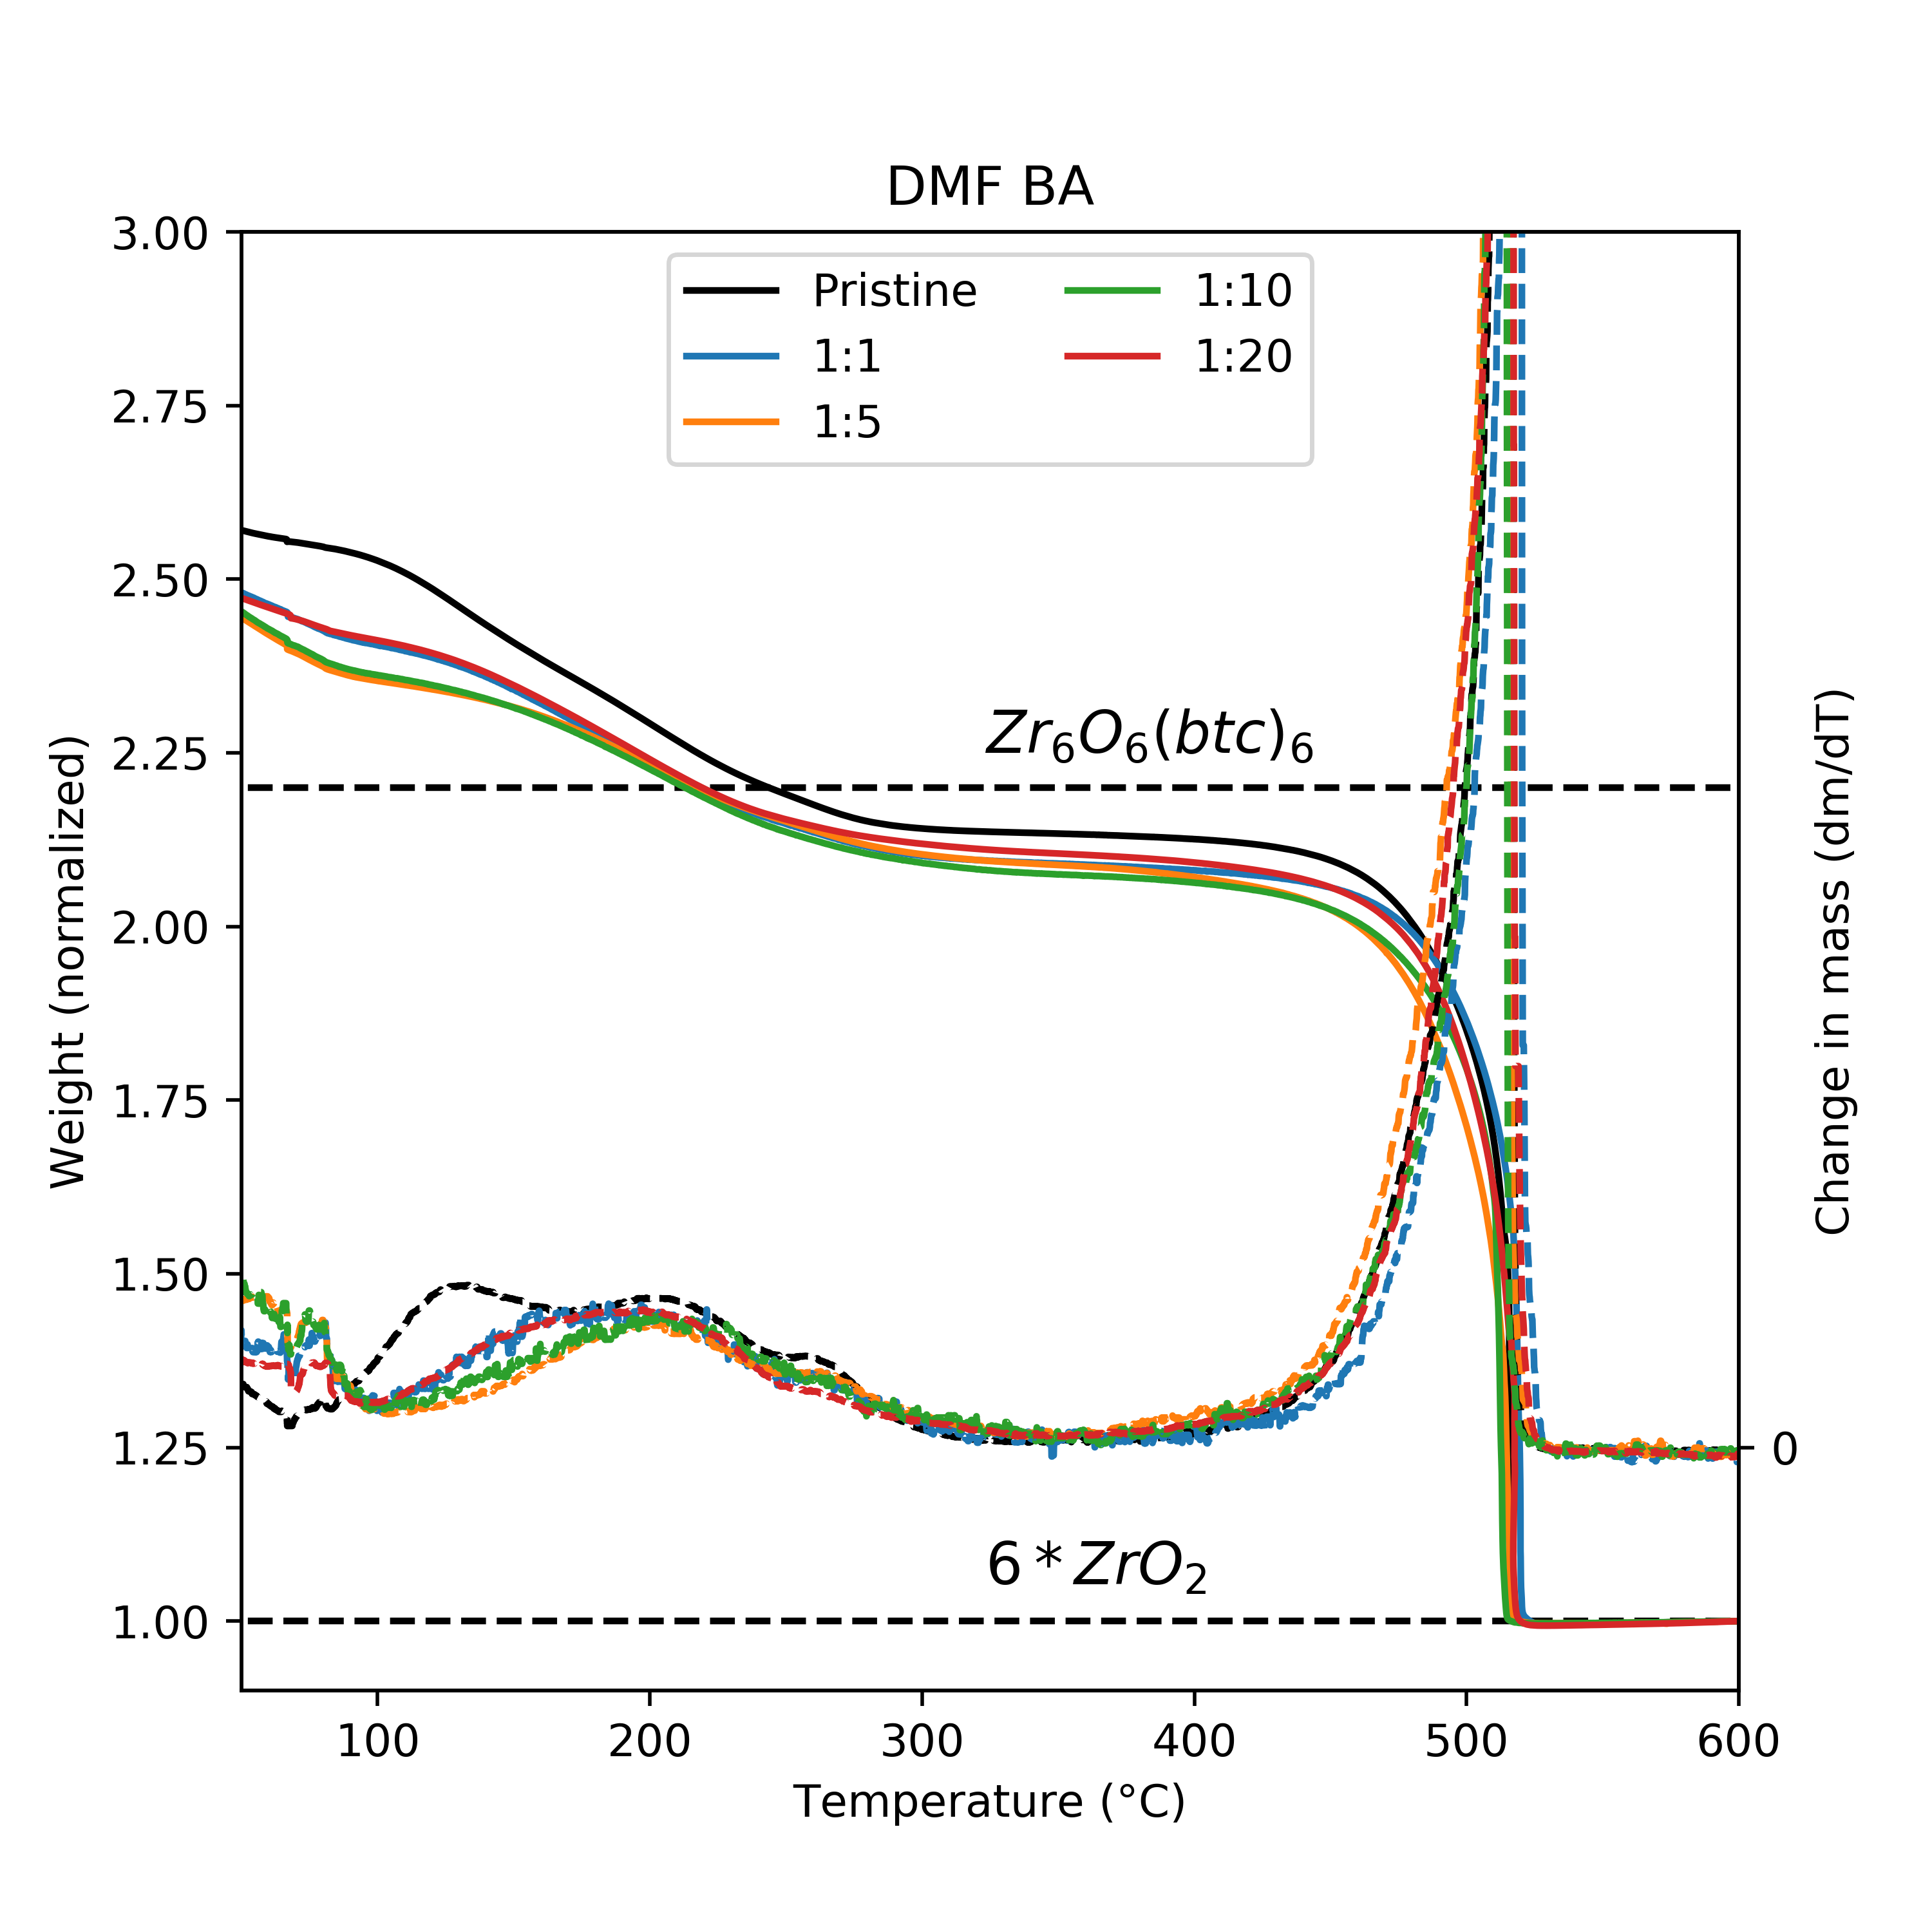 DMF BA
3.00
2.75
2.50
2.25
2.00
1.75
1.50
1.25
1.00
Weight (normalized)
Pristine
1:1
1:5
1:10
1:20
Zr₆O₆(btc)₆
6 * ZrO₂
0
Change in mass (dm/dT)
100 200 300 400 500 600
Temperature (°C)